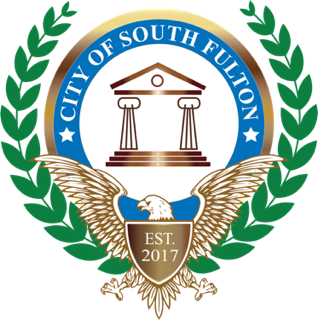 CITY OF SOUTH FULTON
EST.
2017